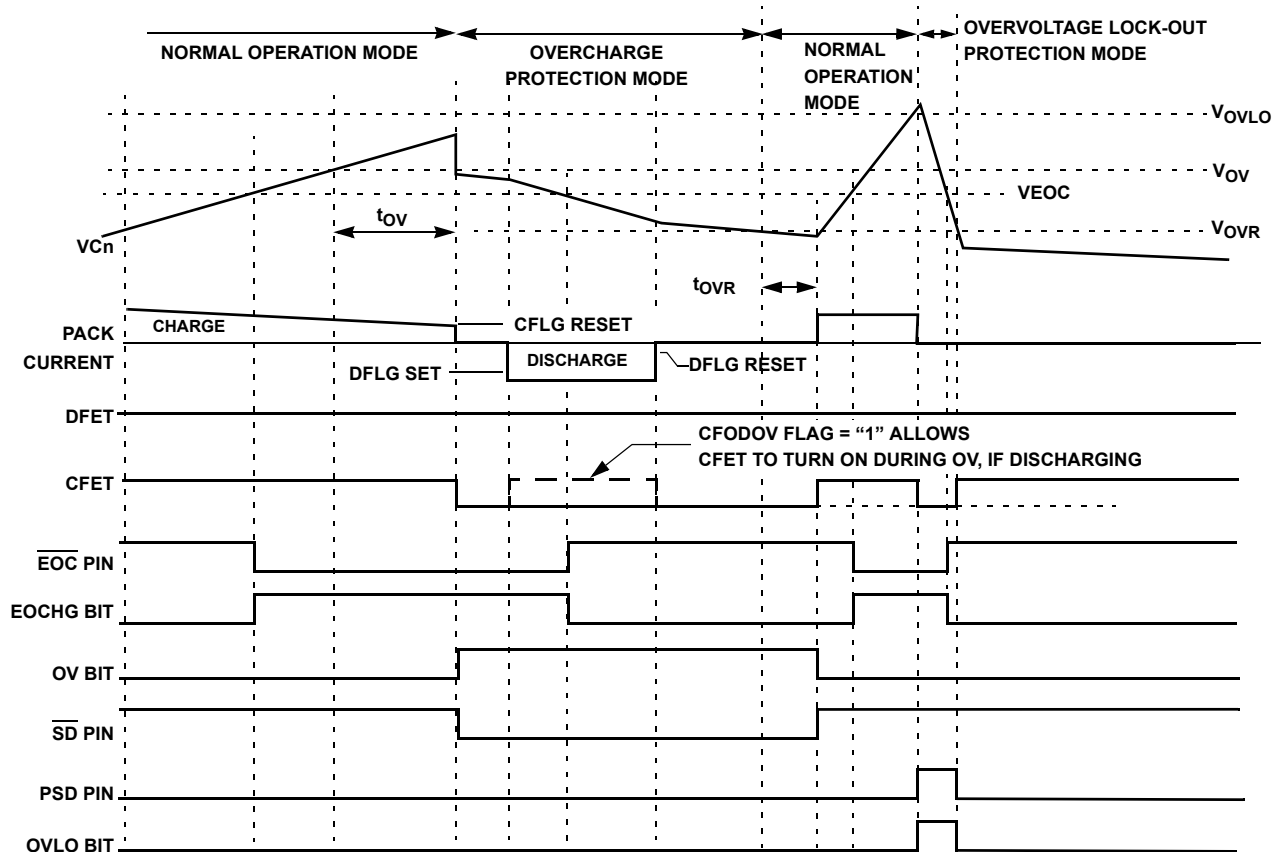 NORMAL OPERATION MODE
OVERCHARGE
PROTECTION MODE
NORMAL
OPERATION
MODE
OVERVOLTAGE LOCK-OUT
PROTECTION MODE
VOVLO
VOV
VEOC
VOVR
tOV
VCn
tOVR
CHARGE
CFLG RESET
PACK
CURRENT
DFLG SET
DISCHARGE
DFLG RESET
DFET
CFODOV FLAG = “1” ALLOWS
CFET TO TURN ON DURING OV, IF DISCHARGING
CFET
EOC PIN
EOCHG BIT
OV BIT
SD PIN
PSD PIN
OVLO BIT